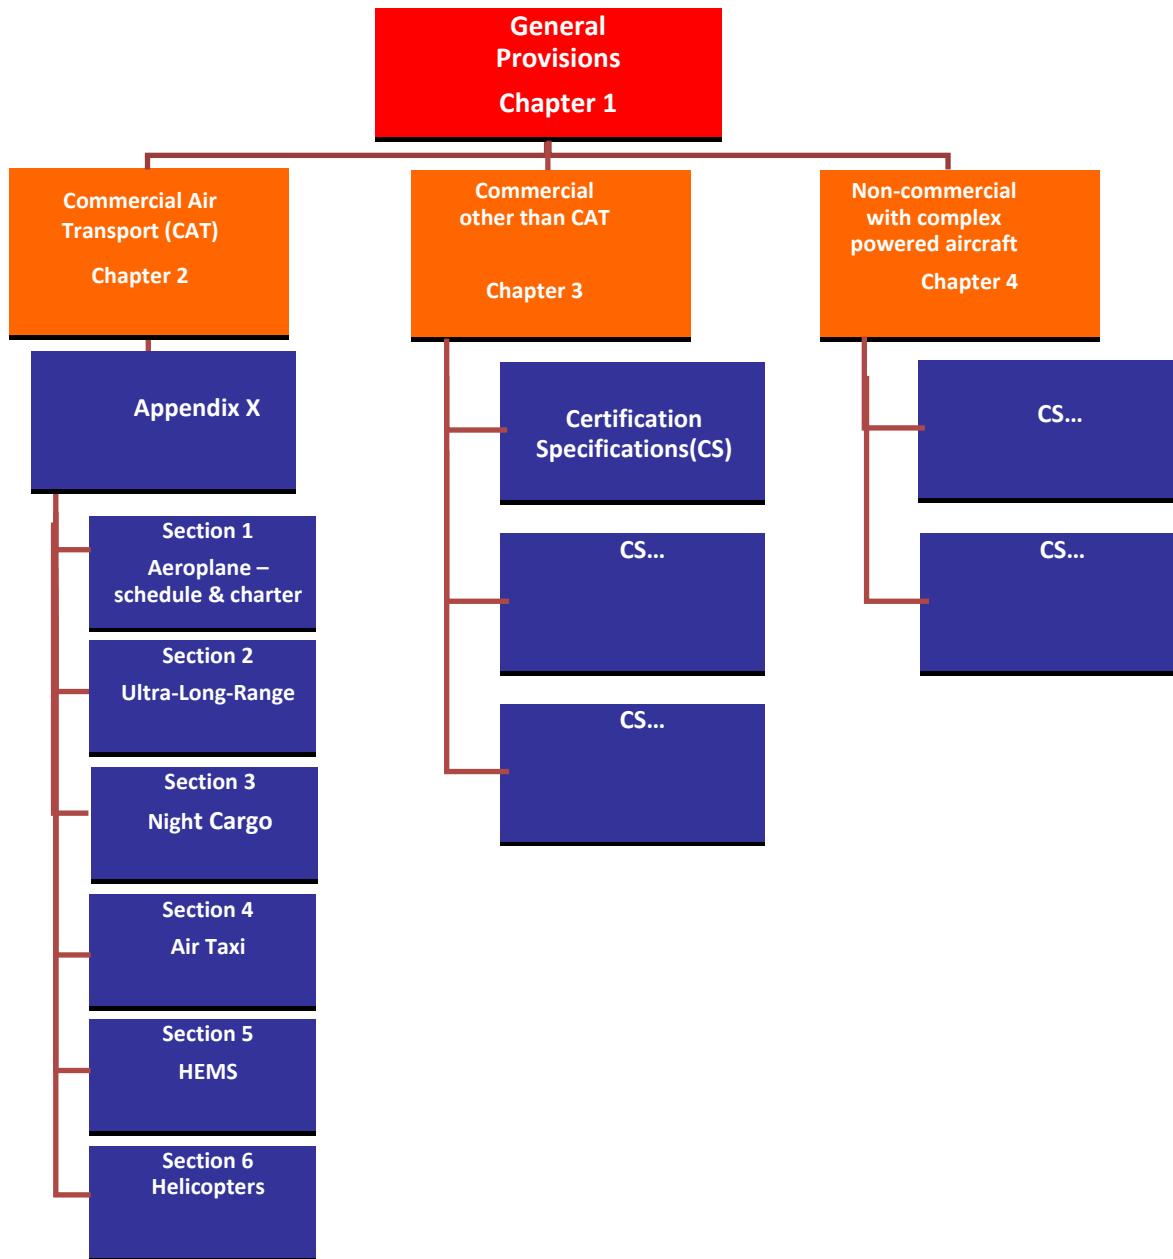 General
Provisions
Chapter 1
Commercial Air
Transport (CAT)
Chapter 2
Commercial
other than CAT
Chapter 3
Non-commercial
with complex
powered aircraft
Chapter 4
Appendix X
Section 1
Aeroplane –
schedule & charter
Section 2
Ultra-Long-Range
Section 3
Night Cargo
Section 4
Air Taxi
Section 5
HEMS
Section 6
Helicopters
Certification
Specifications(CS)
CS...
CS...
CS...
CS...